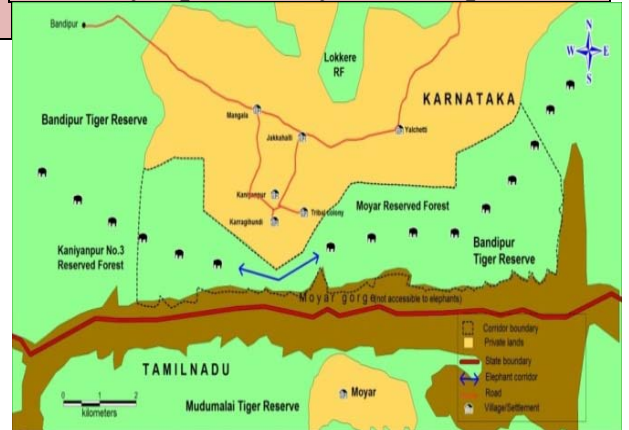 Bandipur
N
W E
S
Lokkere
RF
KARNATAKA
Bandipur Tiger Reserve
Mangala
Jakkahalli
Yalchetti
Kaniyanpur
Tribal colony
Karragihundi
Moyar Reserved Forest
Kaniyanpur No.3
Reserved Forest
Bandipur
Tiger Reserve
Moyar gorge (not accessible to elephants)
TAMILNADU
0 1 2
kilometers
Mudumalai Tiger Reserve
Moyar
Corridor boundary
Private lands
State boundary
Elephant corridor
Road
Village/Settlement